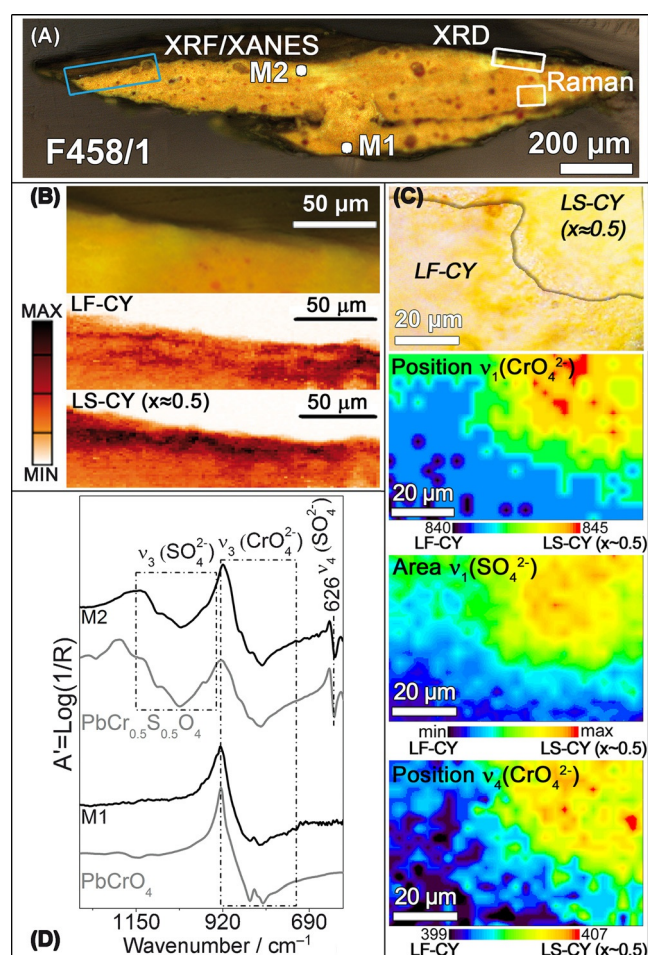 (A)
XRF/XANES
XRD
M2
Raman
M1
F458/1
200 µm
(B)
50 µm
LF-CY
50 µm
LS-CY (x≈0.5)
50 µm
MAX
MIN
(C)
LS-CY
(x≈0.5)
LF-CY
20 µm
Position ν₁(CrO₄²⁻)
20 µm
840 845
LF-CY LS-CY (x~0.5)
Area ν₁(SO₄²⁻)
20 µm
min max
LF-CY LS-CY (x~0.5)
Position ν₄(CrO₄²⁻)
20 µm
399 407
LF-CY LS-CY (x~0.5)
ν₃ (SO₄²⁻)
ν₃ (CrO₄²⁻)
626 ν₄ (SO₄²⁻)
M2
PbCr₀.₅S₀.₅O₄
M1
PbCrO₄
A'=Log(1/R)
1150 920 690
Wavenumber / cm⁻¹
(D)